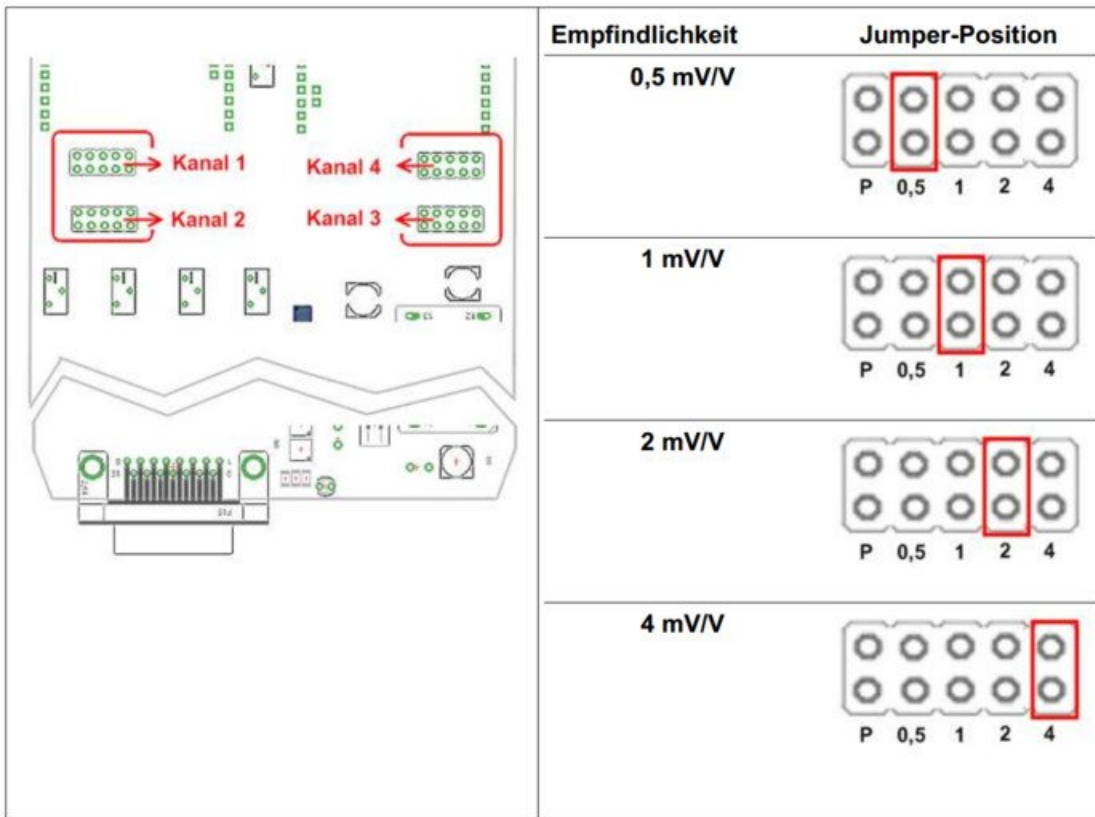 Kanal 1
Kanal 4
Kanal 2
Kanal 3
Empfindlichkeit Jumper-Position
0,5 mV/V
P 0,5 1 2 4
1 mV/V
P 0,5 1 2 4
2 mV/V
P 0,5 1 2 4
4 mV/V
P 0,5 1 2 4